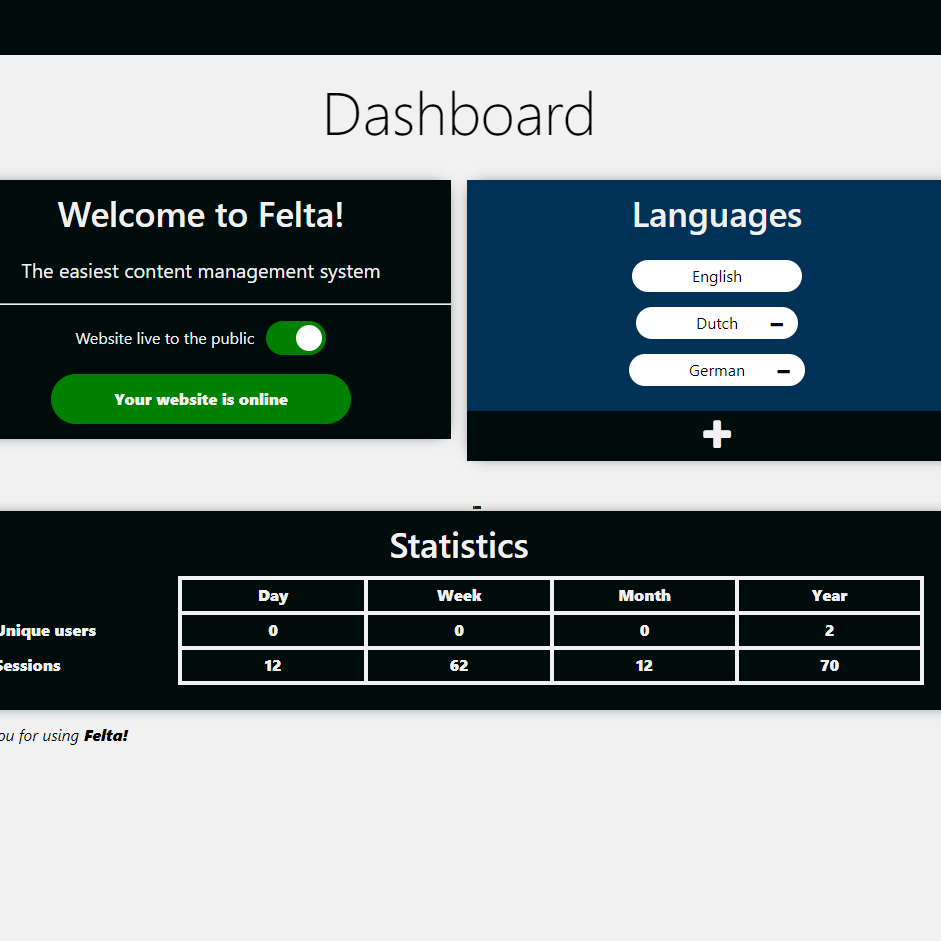 Dashboard
Welcome to Felta!
The easiest content management system
Website live to the public
Your website is online
Languages
English
Dutch
German
Statistics
Day Week Month Year
Unique users 0 0 0 2
Sessions 12 62 12 70
ou for using Felta!